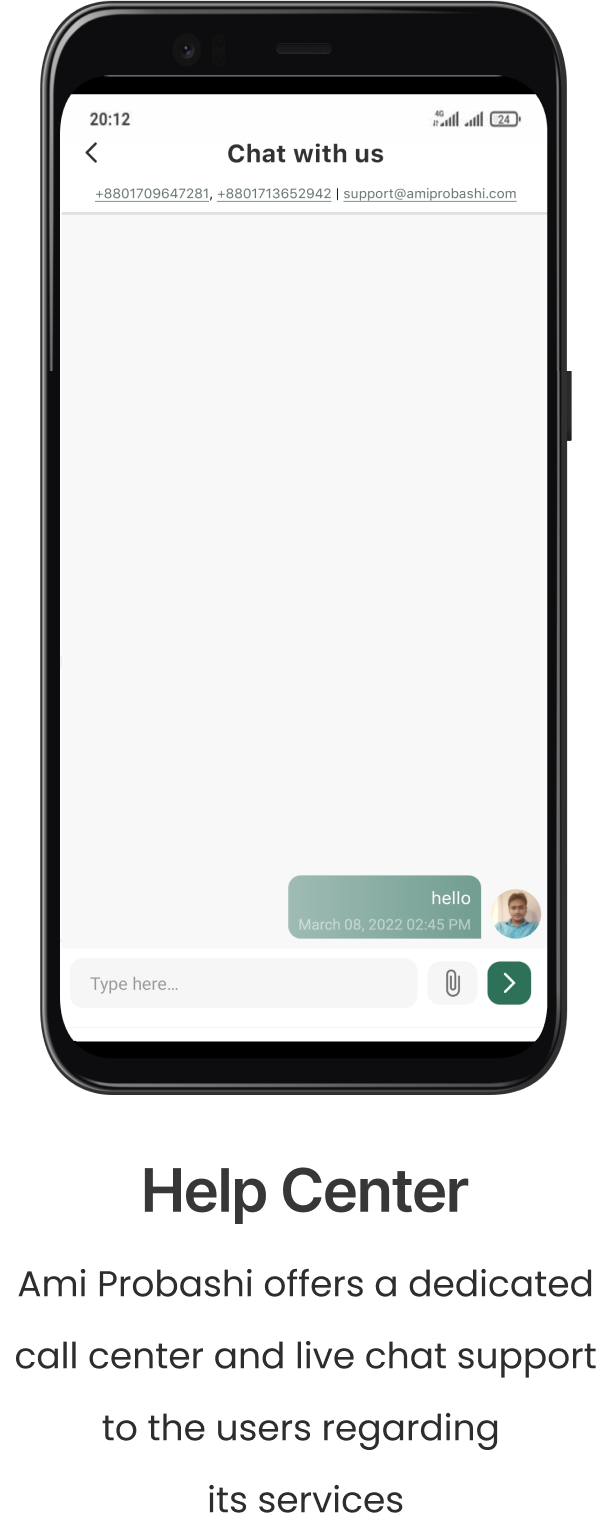 20:12
4G 24
Chat with us
+8801709647281, +8801713652942 | support@amiprobashi.com
hello
March 08, 2022 02:45 PM
Type here...
Help Center
Ami Probashi offers a dedicated
call center and live chat support
to the users regarding
its services